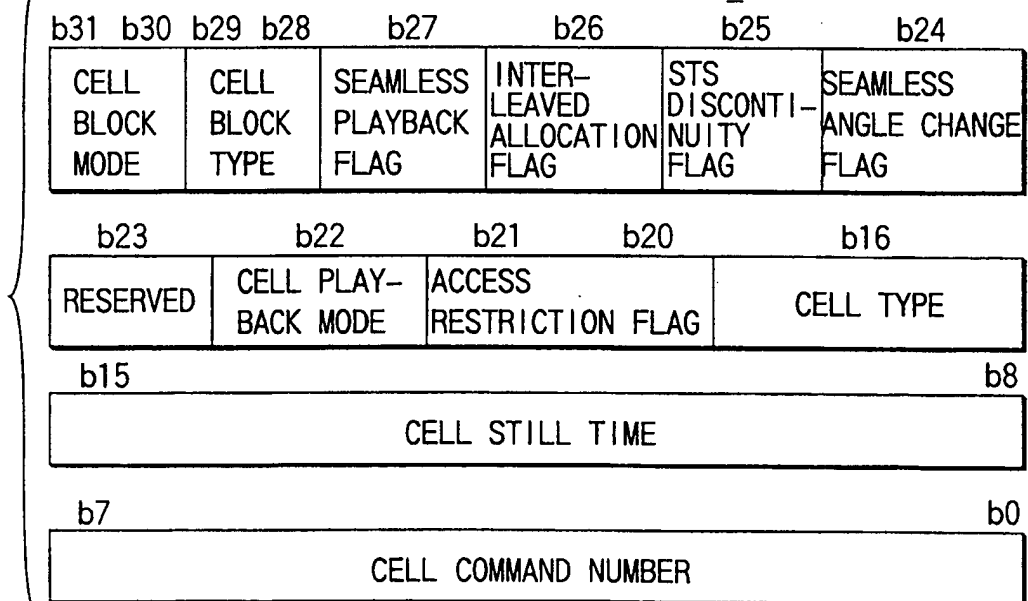 b31 b30 b29 b28 b27 b26 b25 b24
CELL BLOCK MODE
CELL BLOCK TYPE
SEAMLESS PLAYBACK FLAG
INTER-LEAVED ALLOCATION FLAG
STS DISCONTI-NUITY FLAG
SEAMLESS ANGLE CHANGE FLAG
b23 b22 b21 b20 b16
RESERVED
CELL PLAY-BACK MODE
ACCESS RESTRICTION FLAG
CELL TYPE
b15 b8
CELL STILL TIME
b7 b0
CELL COMMAND NUMBER